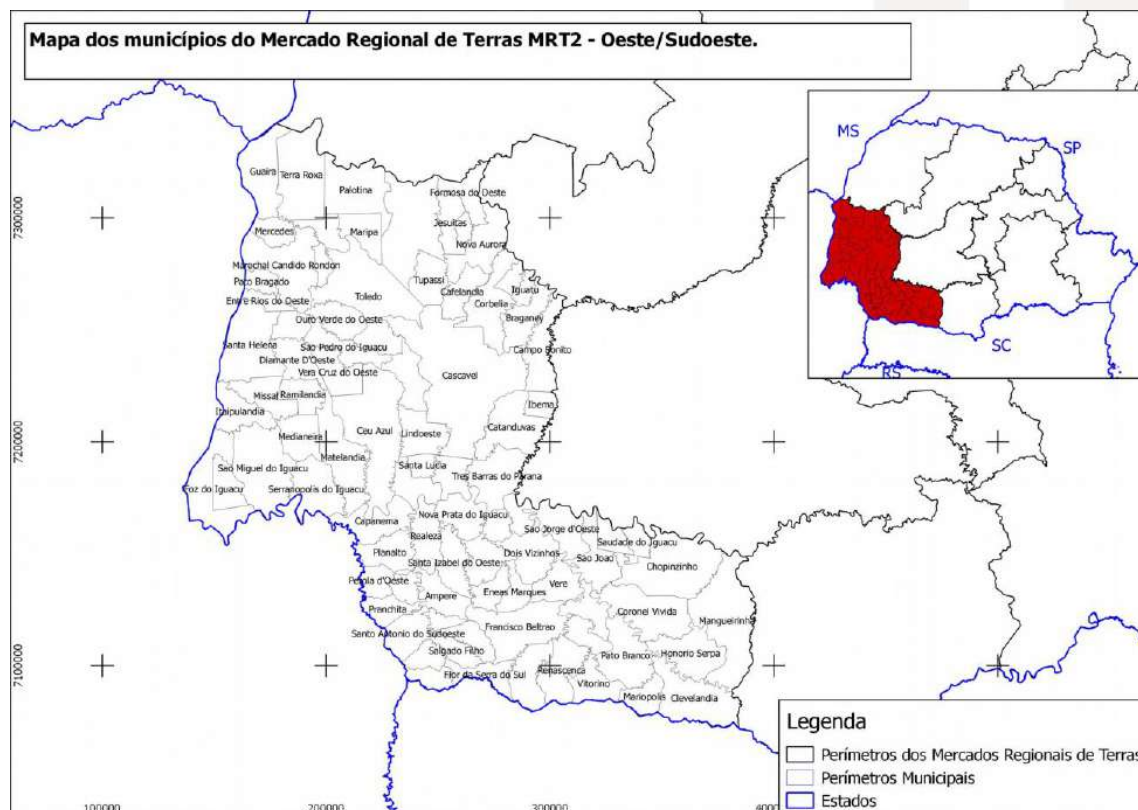 Mapa dos municípios do Mercado Regional de Terras MRT2 - Oeste/Sudoeste.
MS
SP
SC
RS
7300000
7200000
7100000
100000
200000
300000
Guaira
Terra Roxa
Palotina
Formosa do Oeste
Jesuitas
Mercedes
Maripa
Nova Aurora
Marechal Candido Rondon
Pato Bragado
Tupassi
Cafelandia
Iguatu
Entre Rios do Oeste
Toledo
Corbelia
Ouro Verde do Oeste
Braganey
Santa Helena
Sao Pedro do Iguacu
Campo Bonito
Diamante D'Oeste
Vera Cruz do Oeste
Cascavel
Missal
Ramilandia
Ibema
Itaipulandia
Medianeira
Ceu Azul
Lindoeste
Catanduvas
Matelandia
Sao Miguel do Iguacu
Santa Lucia
Tres Barras do Parana
Foz do Iguacu
Serranopolis do Iguacu
Capanema
Nova Prata do Iguacu
Realeza
Sao Jorge d'Oeste
Saudade do Iguacu
Planalto
Santa Izabel do Oeste
Dois Vizinhos
Sao Joao
Chopinzinho
Perola d'Oeste
Ampere
Eneas Marques
Vere
Pranchita
Coronel Vivida
Mangueirinha
Santo Antonio do Sudoeste
Francisco Beltrao
Salgado Filho
Pato Branco
Honorio Serpa
Flor da Serra do Sul
Renascenca
Vitorino
Mariopolis
Clevelandia
Legenda
Perímetros dos Mercados Regionais de Terras
Perímetros Municipais
Estados